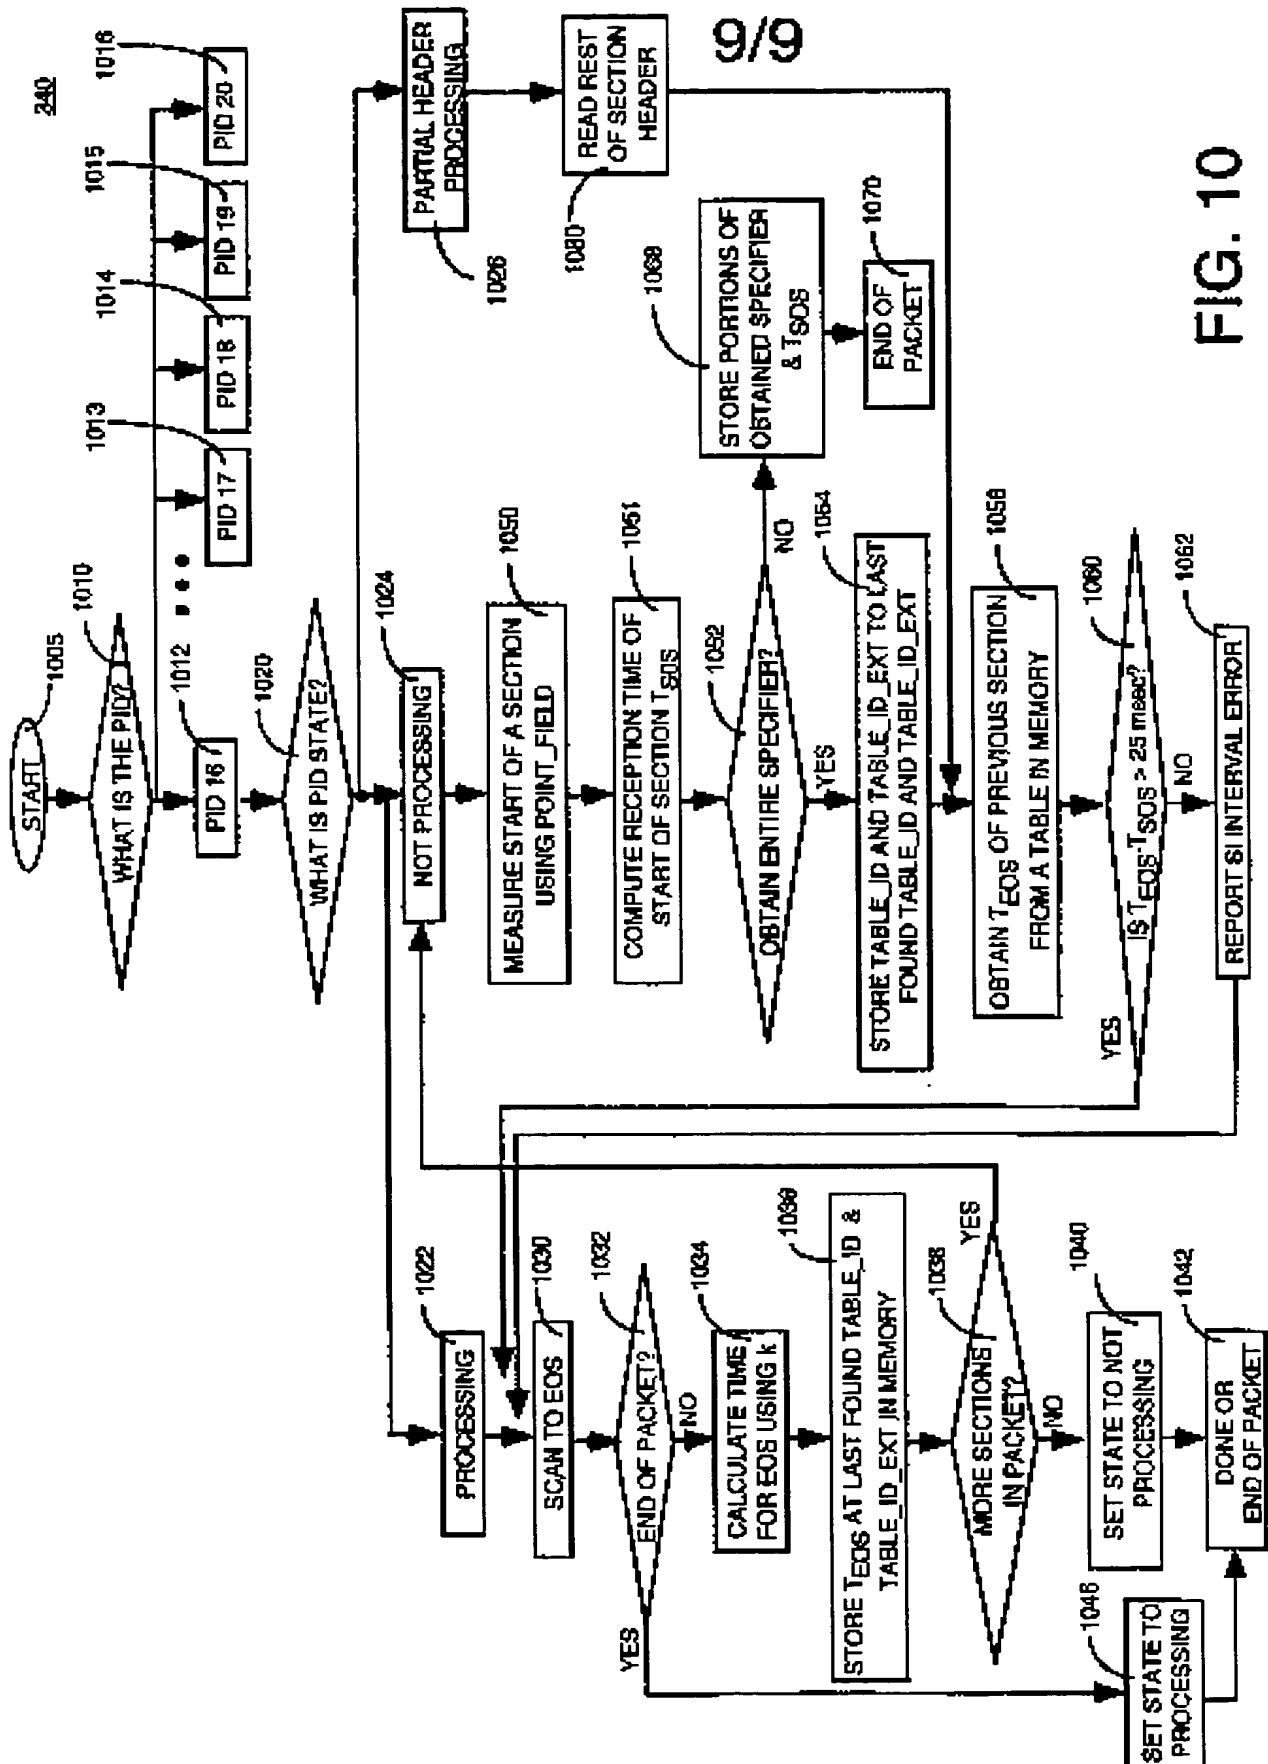 9/9
340
START
1005
WHAT IS THE PID?
1010
1012
PID 16
PID 17
1013
PID 18
1014
PID 19
1015
PID 20
1016
WHAT IS PID STATE?
1020
PROCESSING
1022
NOT PROCESSING
1024
PARTIAL HEADER
PROCESSING
1026
SCAN TO EOS
1030
END OF PACKET?
1032
YES
NO
CALCULATE TIME
FOR EOS USING k
1034
STORE TEOS AT LAST FOUND TABLE_ID &
TABLE_ID_EXT IN MEMORY
MORE SECTIONS
IN PACKET?
1038
YES
NO
SET STATE TO NOT
PROCESSING
1040
DONE OR
END OF PACKET
1042
SET STATE TO
PROCESSING
1046
MEASURE START OF A SECTION
USING POINT_FIELD
1050
COMPUTE RECEPTION TIME OF
START OF SECTION TSOS
1051
OBTAIN ENTIRE SPECIFIER?
1052
NO
YES
STORE TABLE_ID AND TABLE_ID_EXT TO LAST
FOUND TABLE_ID AND TABLE_ID_EXT
1054
OBTAIN TEOS OF PREVIOUS SECTION
FROM A TABLE IN MEMORY
1058
IS TEOS-TSOS > 25 msec?
1060
YES
NO
REPORT SI INTERVAL ERROR
1062
STORE PORTIONS OF
OBTAINED SPECIFIER
& TSOS
1068
END OF
PACKET
1070
READ REST
OF SECTION
HEADER
1080
FIG. 10